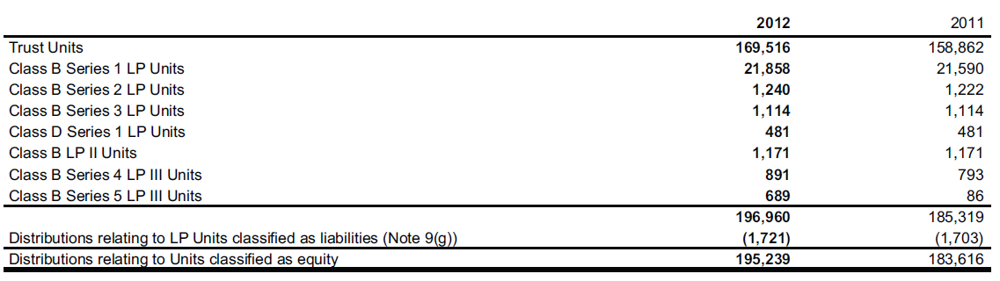 2012 2011
Trust Units 169,516 158,862
Class B Series 1 LP Units 21,858 21,590
Class B Series 2 LP Units 1,240 1,222
Class B Series 3 LP Units 1,114 1,114
Class D Series 1 LP Units 481 481
Class B LP II Units 1,171 1,171
Class B Series 4 LP III Units 891 793
Class B Series 5 LP III Units 689 86
196,960 185,319
Distributions relating to LP Units classified as liabilities (Note 9(g)) (1,721) (1,703)
Distributions relating to Units classified as equity 195,239 183,616